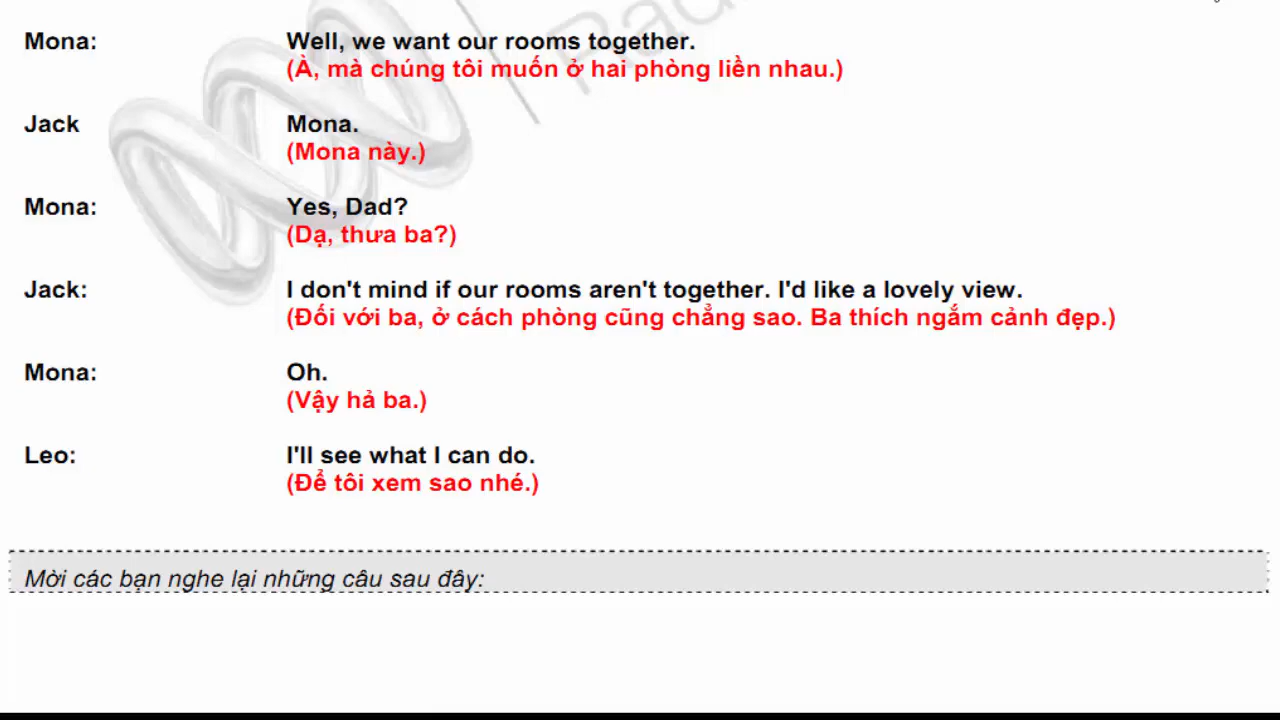 Mona: Well, we want our rooms together.
(À, mà chúng tôi muốn ở hai phòng liền nhau.)
Jack Mona.
(Mona này.)
Mona: Yes, Dad?
(Dạ, thưa ba?)
Jack: I don't mind if our rooms aren't together. I'd like a lovely view.
(Đối với ba, ở cách phòng cũng chẳng sao. Ba thích ngắm cảnh đẹp.)
Mona: Oh.
(Vậy hả ba.)
Leo: I'll see what I can do.
(Để tôi xem sao nhé.)
Mời các bạn nghe lại những câu sau đây: